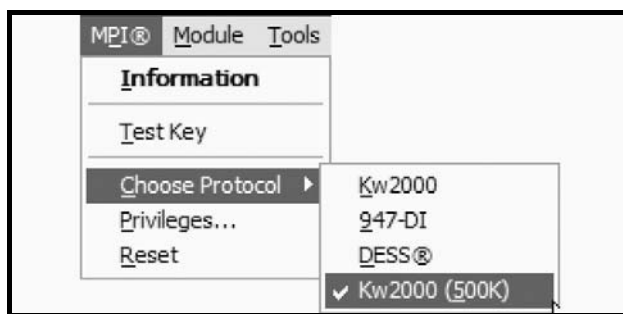 MPI® Module Tools
Information
Test Key
Choose Protocol
Privileges...
Reset
Kw2000
947-DI
DESS®
Kw2000 (500K)